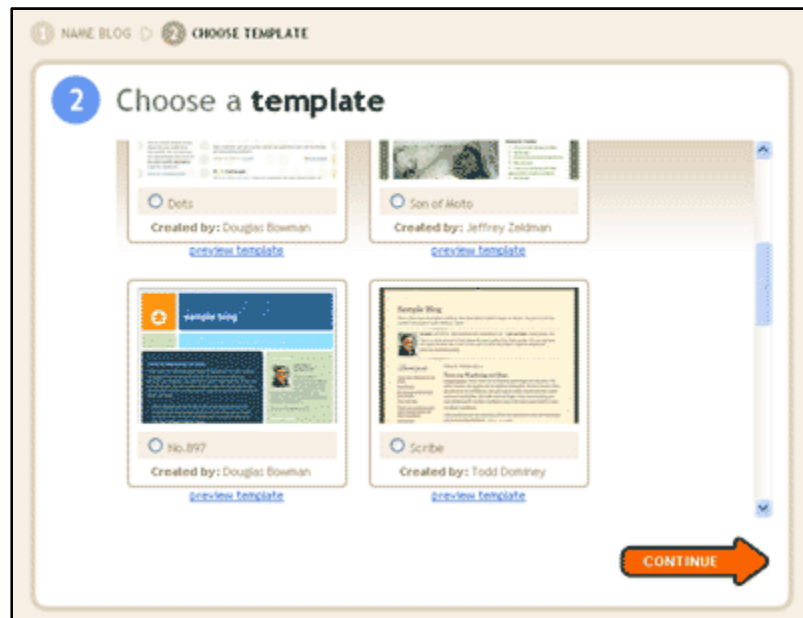 1 NAME BLOG 2 CHOOSE TEMPLATE
2 Choose a template
Dots
Son of Moto
Created by: Douglas Bowman
Created by: Jeffrey Zeldman
preview template
preview template
sample blog
Sample Blog
No.897
Scribe
Created by: Douglas Bowman
Created by: Todd Dominey
preview template
preview template
CONTINUE